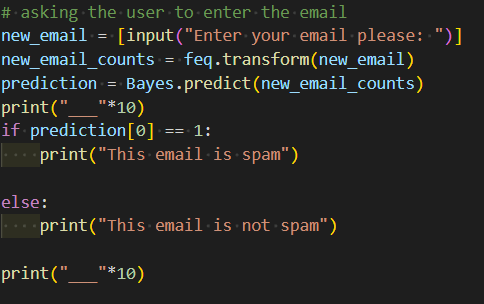 # asking the user to enter the email
new_email = [input("Enter your email please: ")]
new_email_counts = feq.transform(new_email)
prediction = Bayes.predict(new_email_counts)
print("___"*10)
if prediction[0] == 1:
    print("This email is spam")

else:
    print("This email is not spam")

print("___"*10)